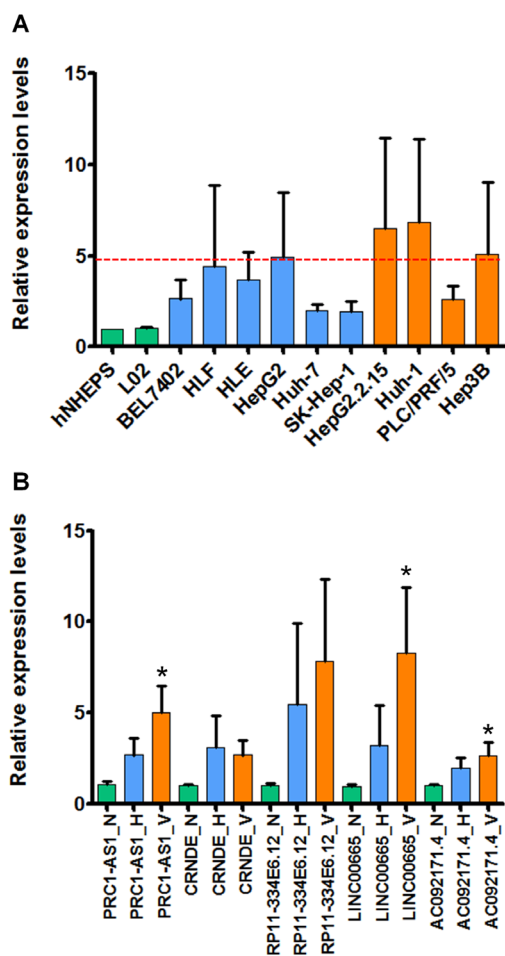 A
Relative expression levels
15
10
5
0
hNHEPS
L02
BEL7402
HLF
HLE
HepG2
Huh-7
SK-Hep-1
HepG2.2.15
Huh-1
PLC/PRF/5
Hep3B
B
Relative expression levels
15
10
5
0
*
*
*
PRC1-AS1_N
PRC1-AS1_H
PRC1-AS1_V
CRNDE_N
CRNDE_H
CRNDE_V
RP11-334E6.12_N
RP11-334E6.12_H
RP11-334E6.12_V
LINC00665_N
LINC00665_H
LINC00665_V
AC092171.4_N
AC092171.4_H
AC092171.4_V